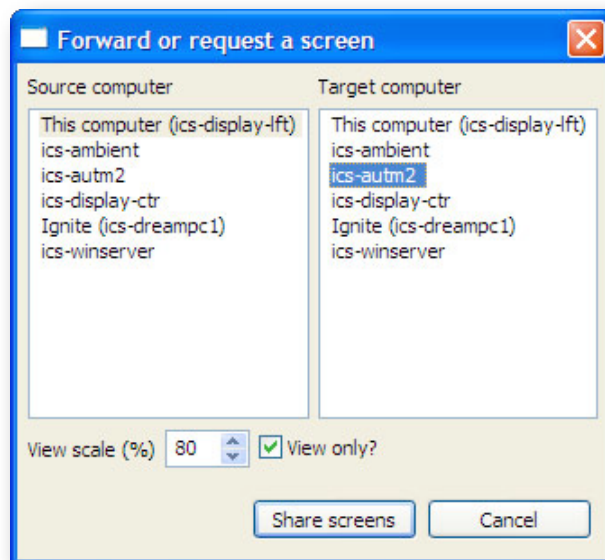 Forward or request a screen
Source computer
This computer (ics-display-lft)
ics-ambient
ics-autm2
ics-display-ctr
Ignite (ics-dreampc1)
ics-winserver
Target computer
This computer (ics-display-lft)
ics-ambient
ics-autm2
ics-display-ctr
Ignite (ics-dreampc1)
ics-winserver
View scale (%) 80 View only?
Share screens Cancel